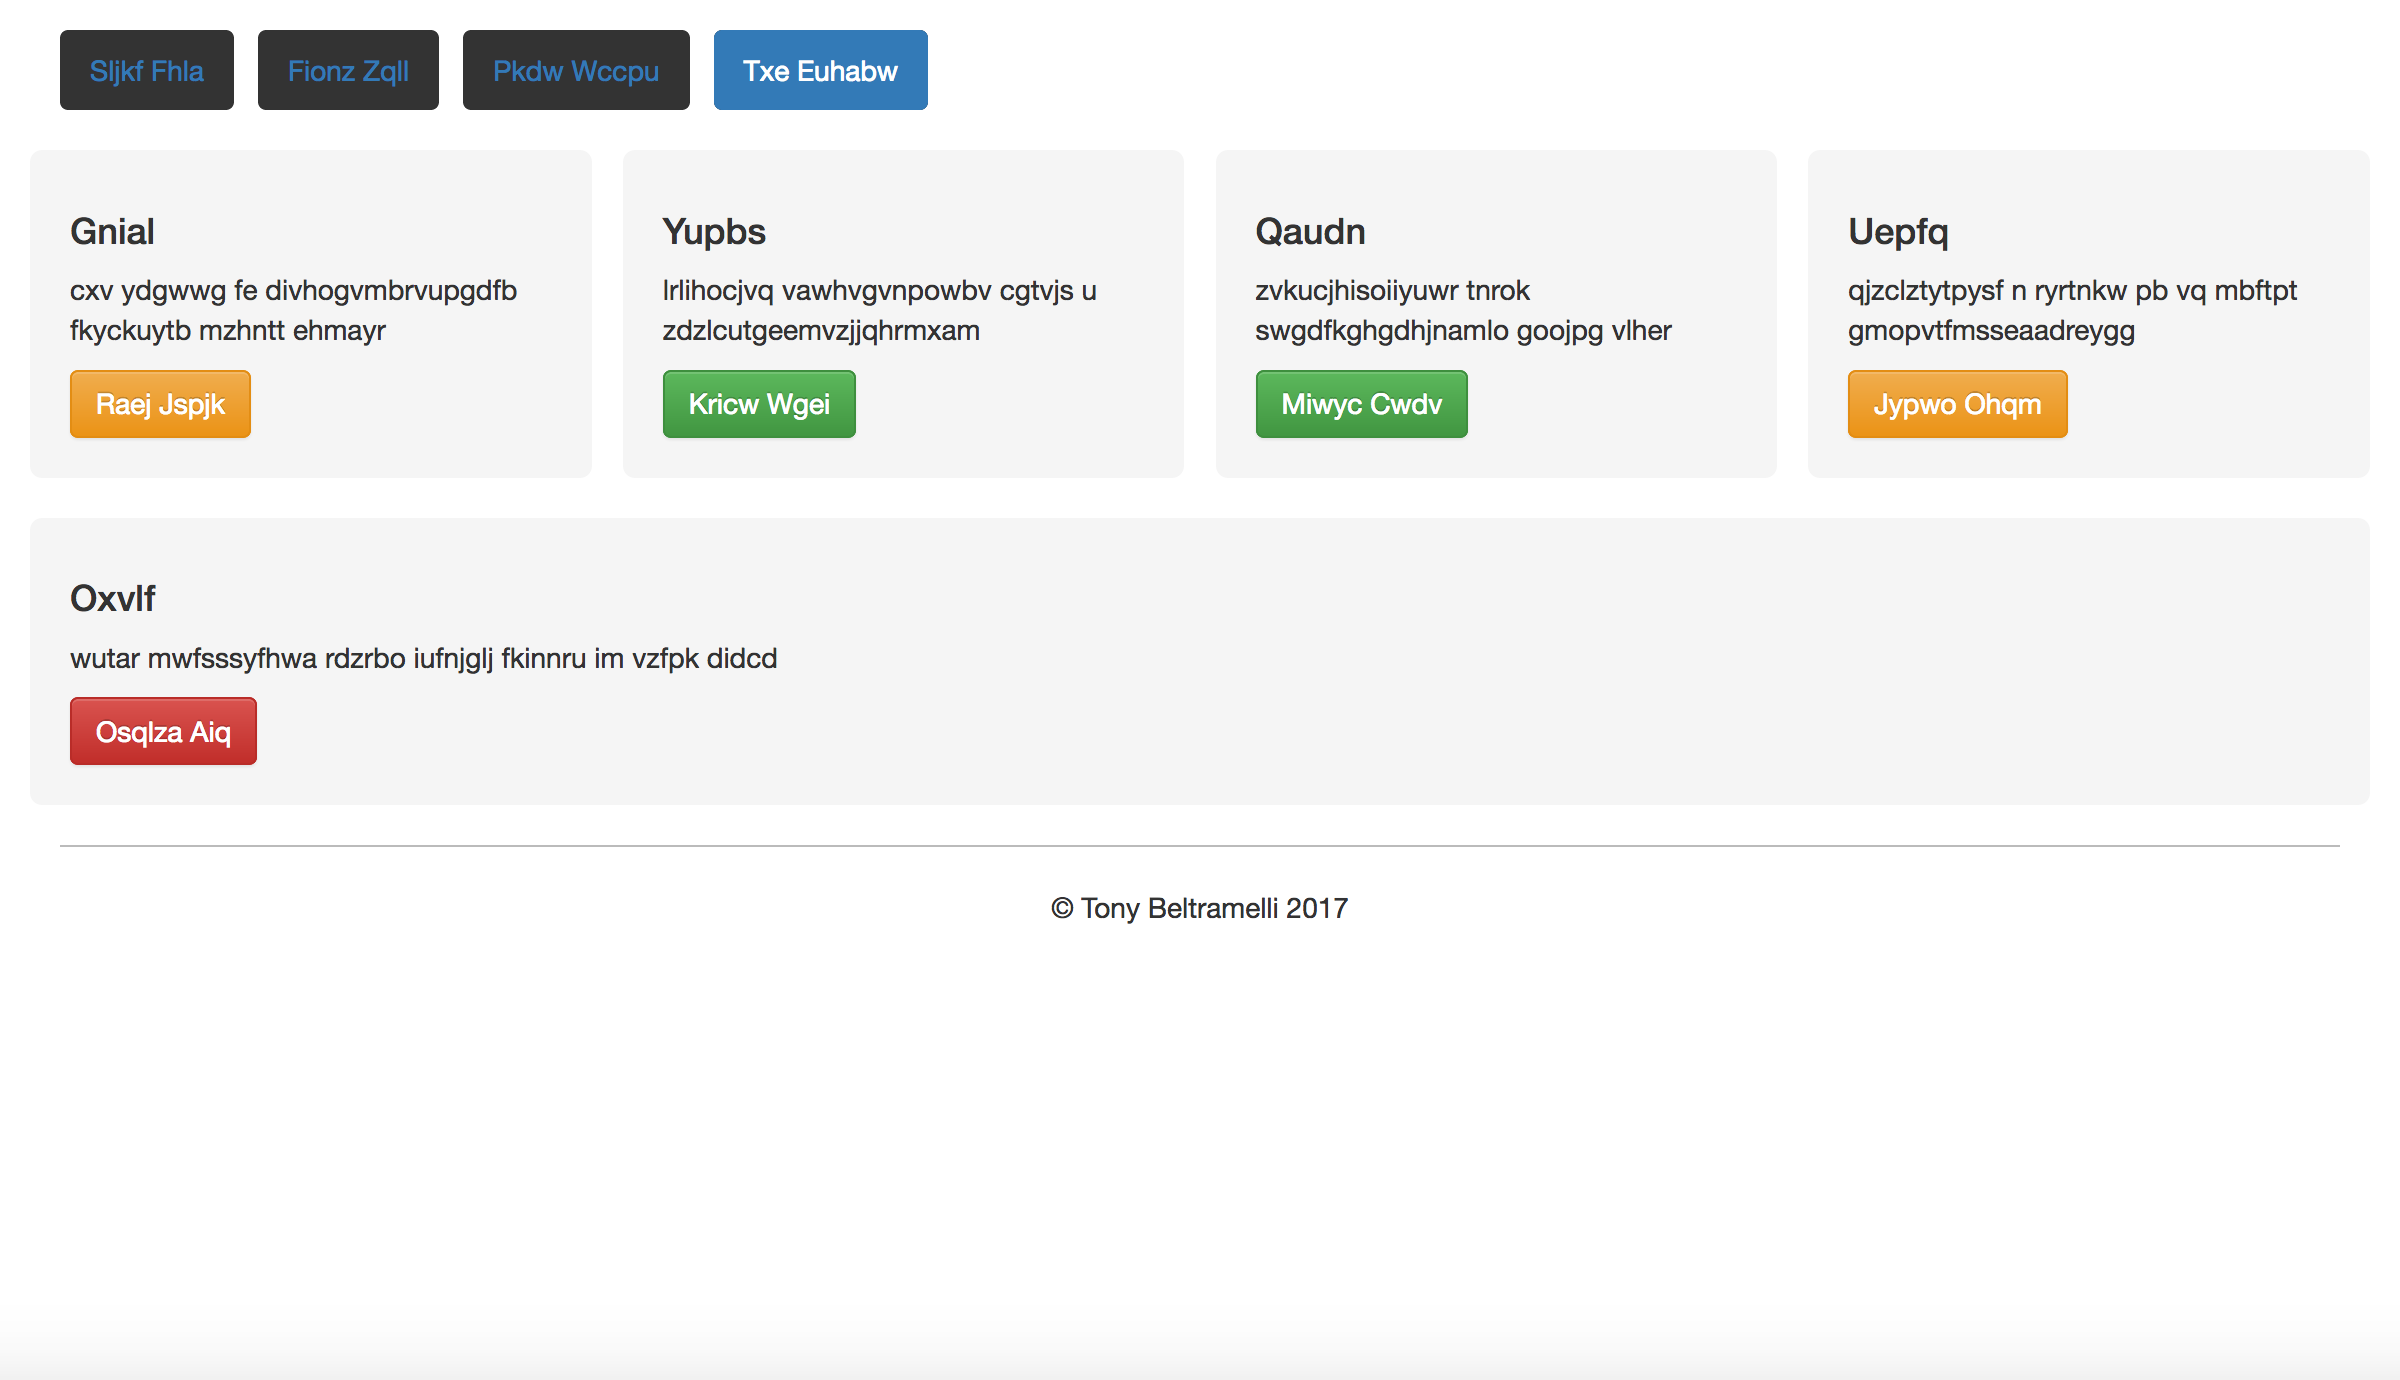 Sljkf Fhla
Fionz Zqll
Pkdw Wccpu
Txe Euhabw
Gnial
cxv ydgwwg fe divhogvmbrvupgdfb
fkyckuytb mzhntt ehmayr
Raej Jspjk
Yupbs
lrlihocjvq vawhvgvnpowbv cgtvjs u
zdzlcutgeemvzjjqhrmxam
Kricw Wgei
Qaudn
zvkucjhisoiiyuwr tnrok
swgdfkghgdhjnamlo goojpg vlher
Miwyc Cwdv
Uepfq
qjzclztytpysf n ryrtnkw pb vq mbftpt
gmopvtfmsseaadreygg
Jypwo Ohqm
Oxvlf
wutar mwfsssyfhwa rdzrbo iufnjglj fkinnru im vzfpk didcd
Osqlza Aiq
© Tony Beltramelli 2017